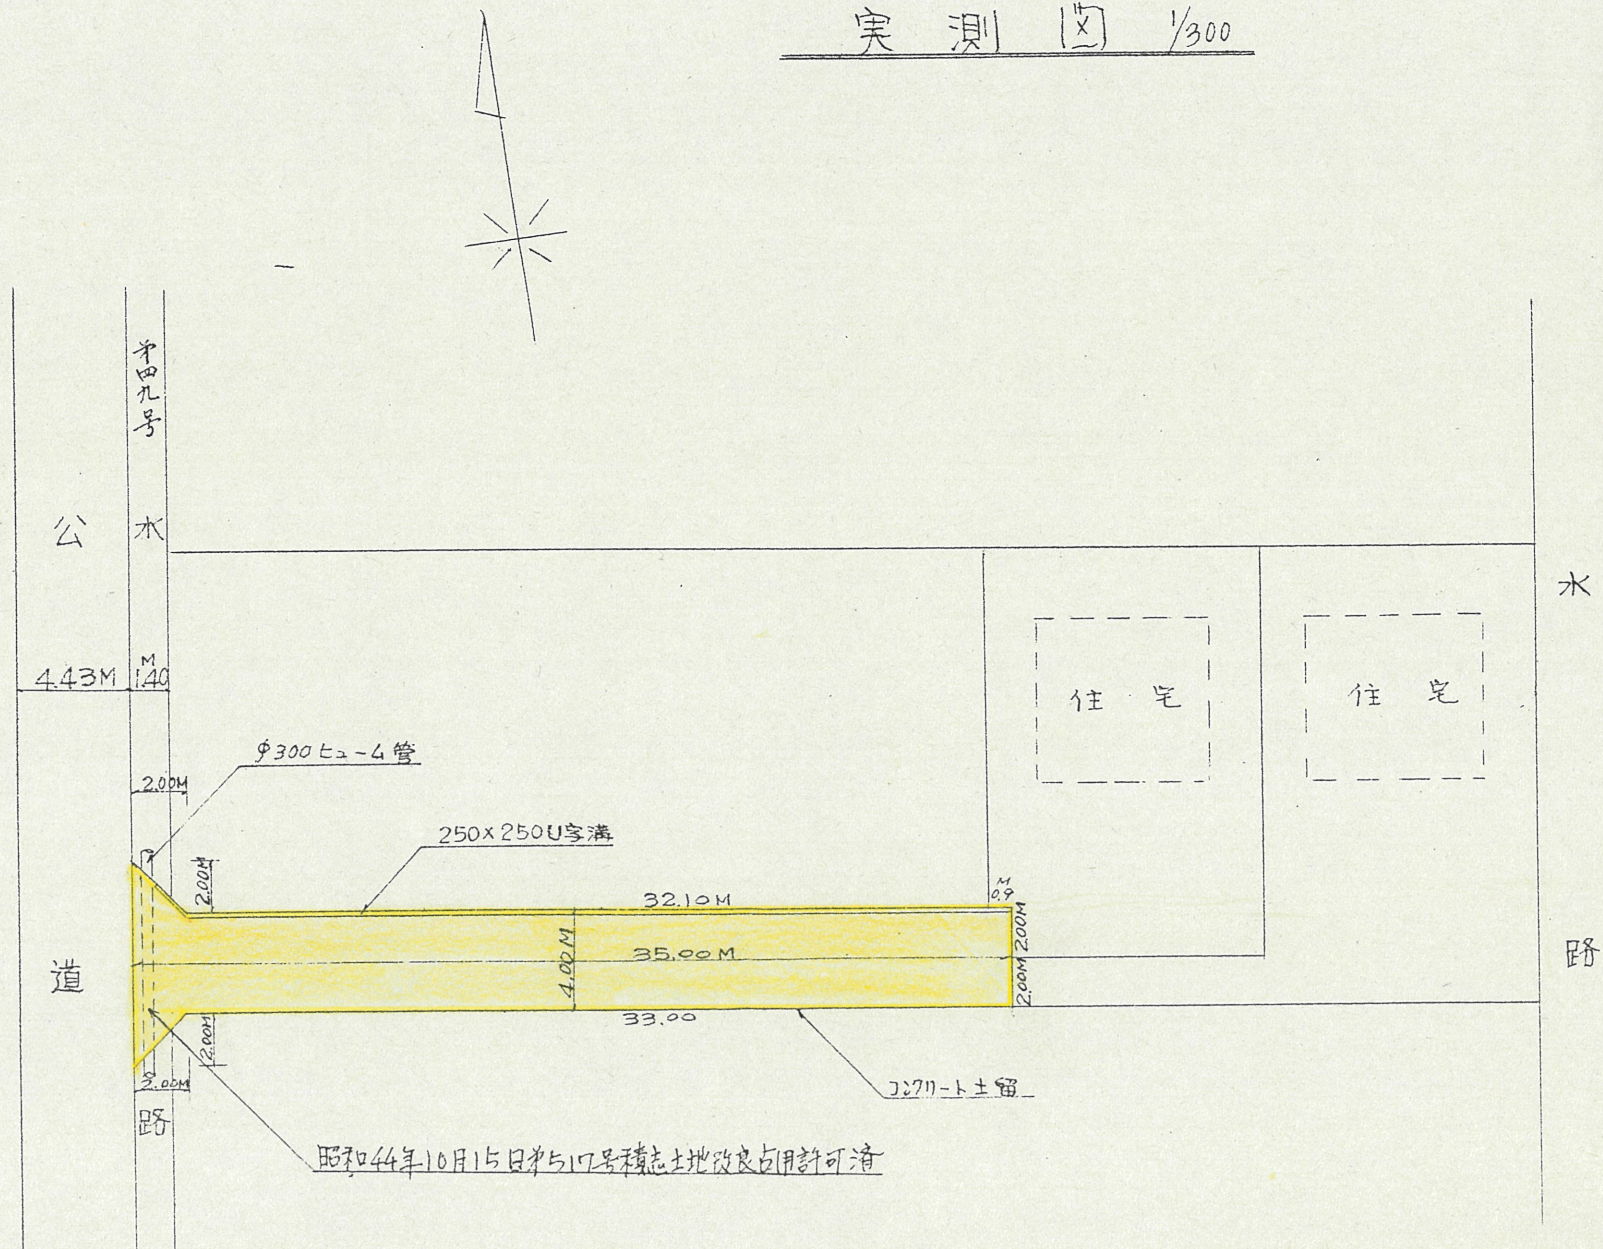 実測図 1/300
第四九号
公道
水路
水路
4.43M
M
1.40
住宅
住宅
φ300ヒューム管
2.00M
250×250U字溝
2.00M
32.10M
M
0.9
4.00M
35.00M
2.00M
2.00M
33.00
2.00M
2.00M
コンクリート土留
昭和44年10月15日第517号積志土地改良占用許可済